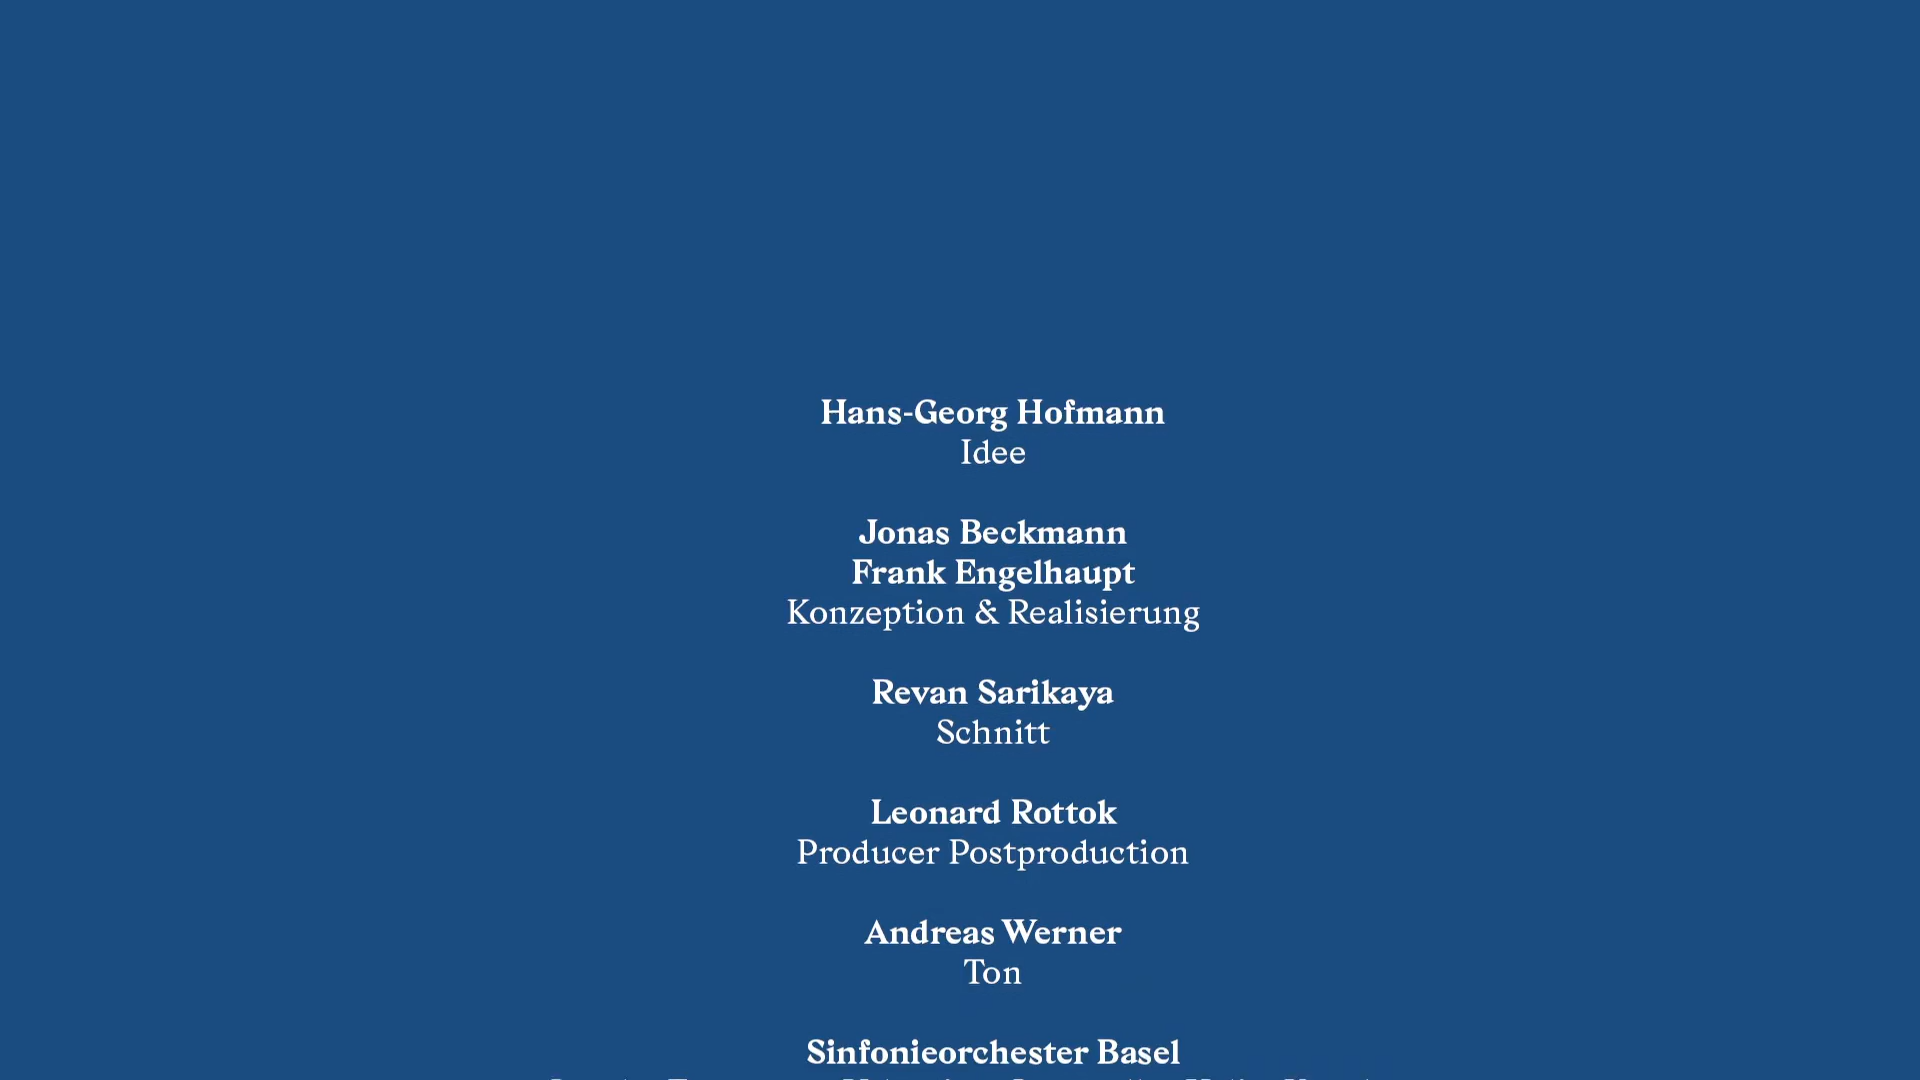 Hans-Georg Hofmann
Idee
Jonas Beckmann
Frank Engelhaupt
Konzeption & Realisierung
Revan Sarikaya
Schnitt
Leonard Rottok
Producer Postproduction
Andreas Werner
Ton
Sinfonieorchester Basel